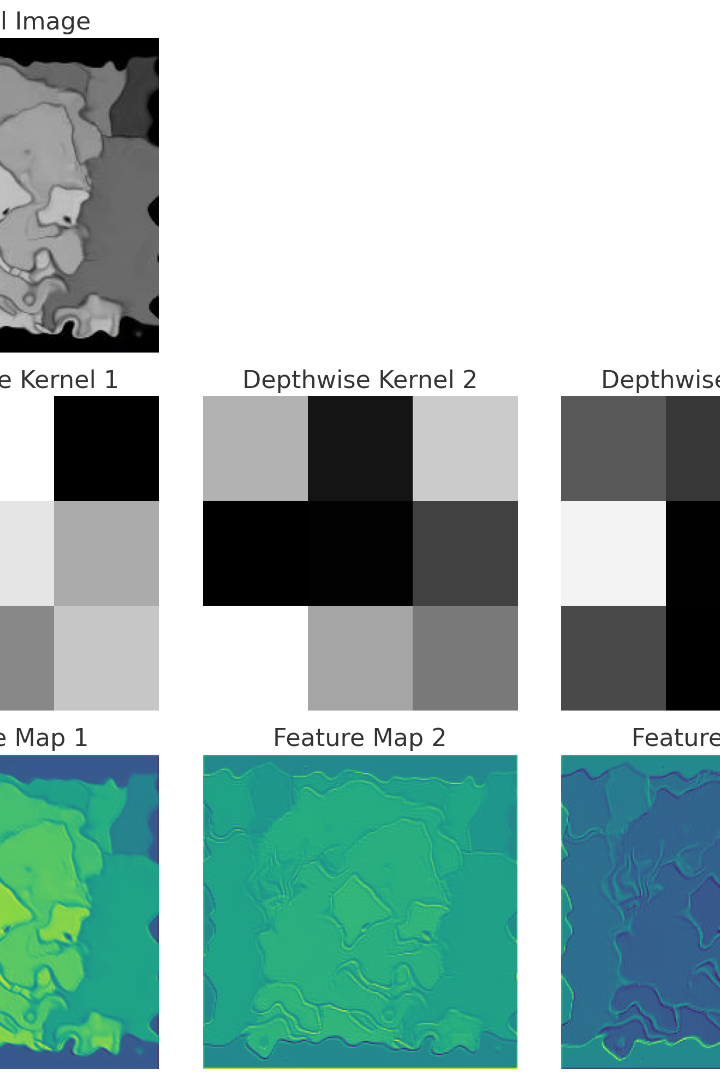 l Image
e Kernel 1
Depthwise Kernel 2
Depthwise
e Map 1
Feature Map 2
Feature